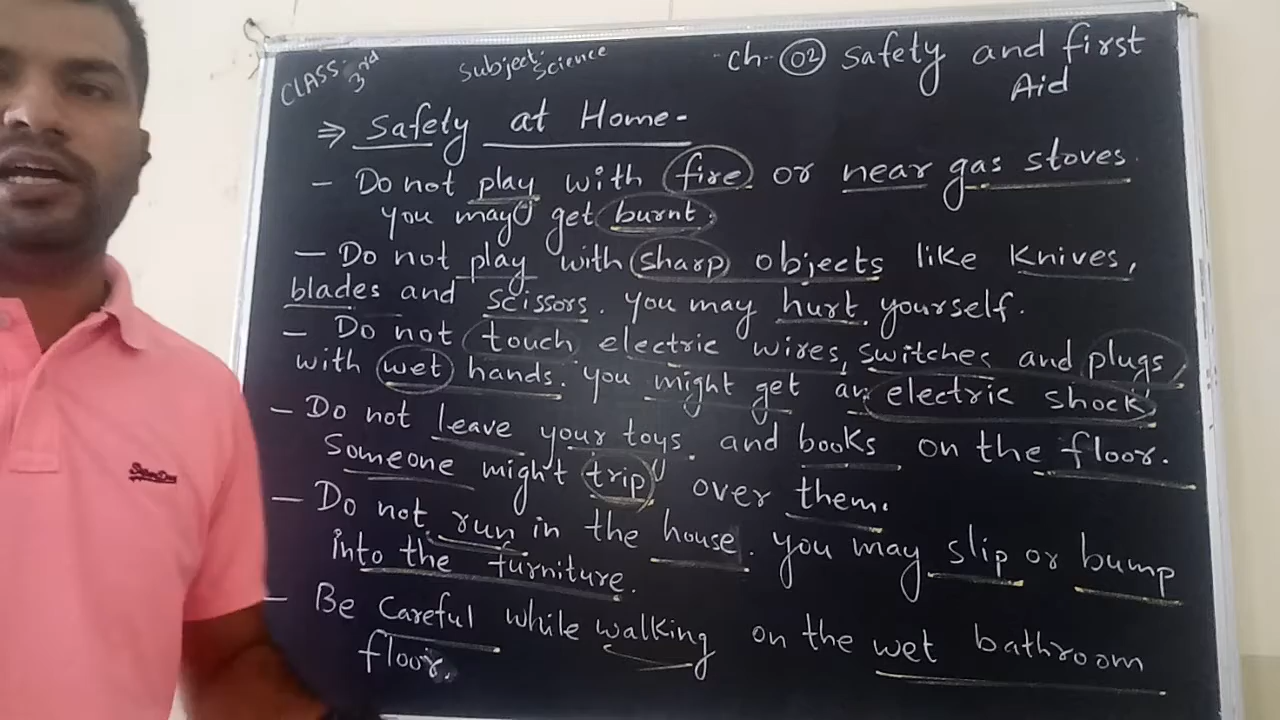 CLASS: 3rd
Subject: Science
ch-02 Safety and first
Aid
⇒ Safety at Home-
- Do not play with fire or near gas stoves.
you may get burnt.
- Do not play with sharp objects like Knives,
blades and scissors. you may hurt yourself.
- Do not touch electric wires, switches and plugs,
with wet hands. you might get an electric shock.
- Do not leave your toys and books on the floor.
Someone might trip over them.
- Do not run in the house. you may slip or bump
into the furniture.
- Be careful while walking on the wet bathroom
floor.